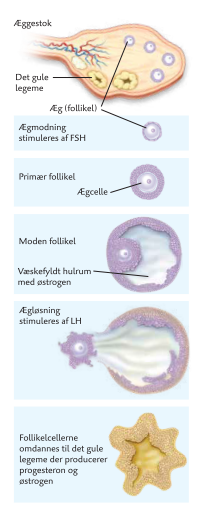 Æggestok
Det gule
legeme
Æg (follikel)
Ægmodning
stimuleres af FSH
Primær follikel
Ægcelle
Moden follikel
Væskefyldt hulrum
med østrogen
Ægløsning
stimuleres af LH
Follikelcellerne
omdannes til det gule
legeme der producerer
progesteron og
østrogen